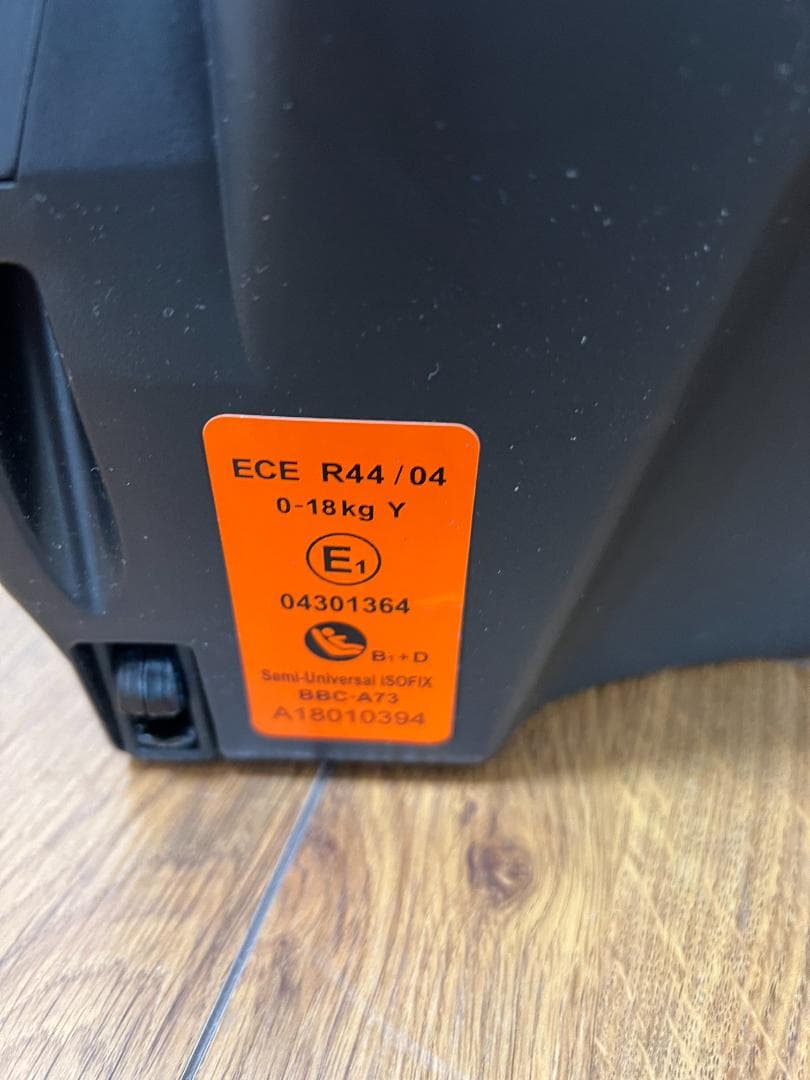 ECE R44/04
0-18kg Y
E1
04301364
B1+D
Semi-Universal iSOFIX
BBC-A73
A18010394